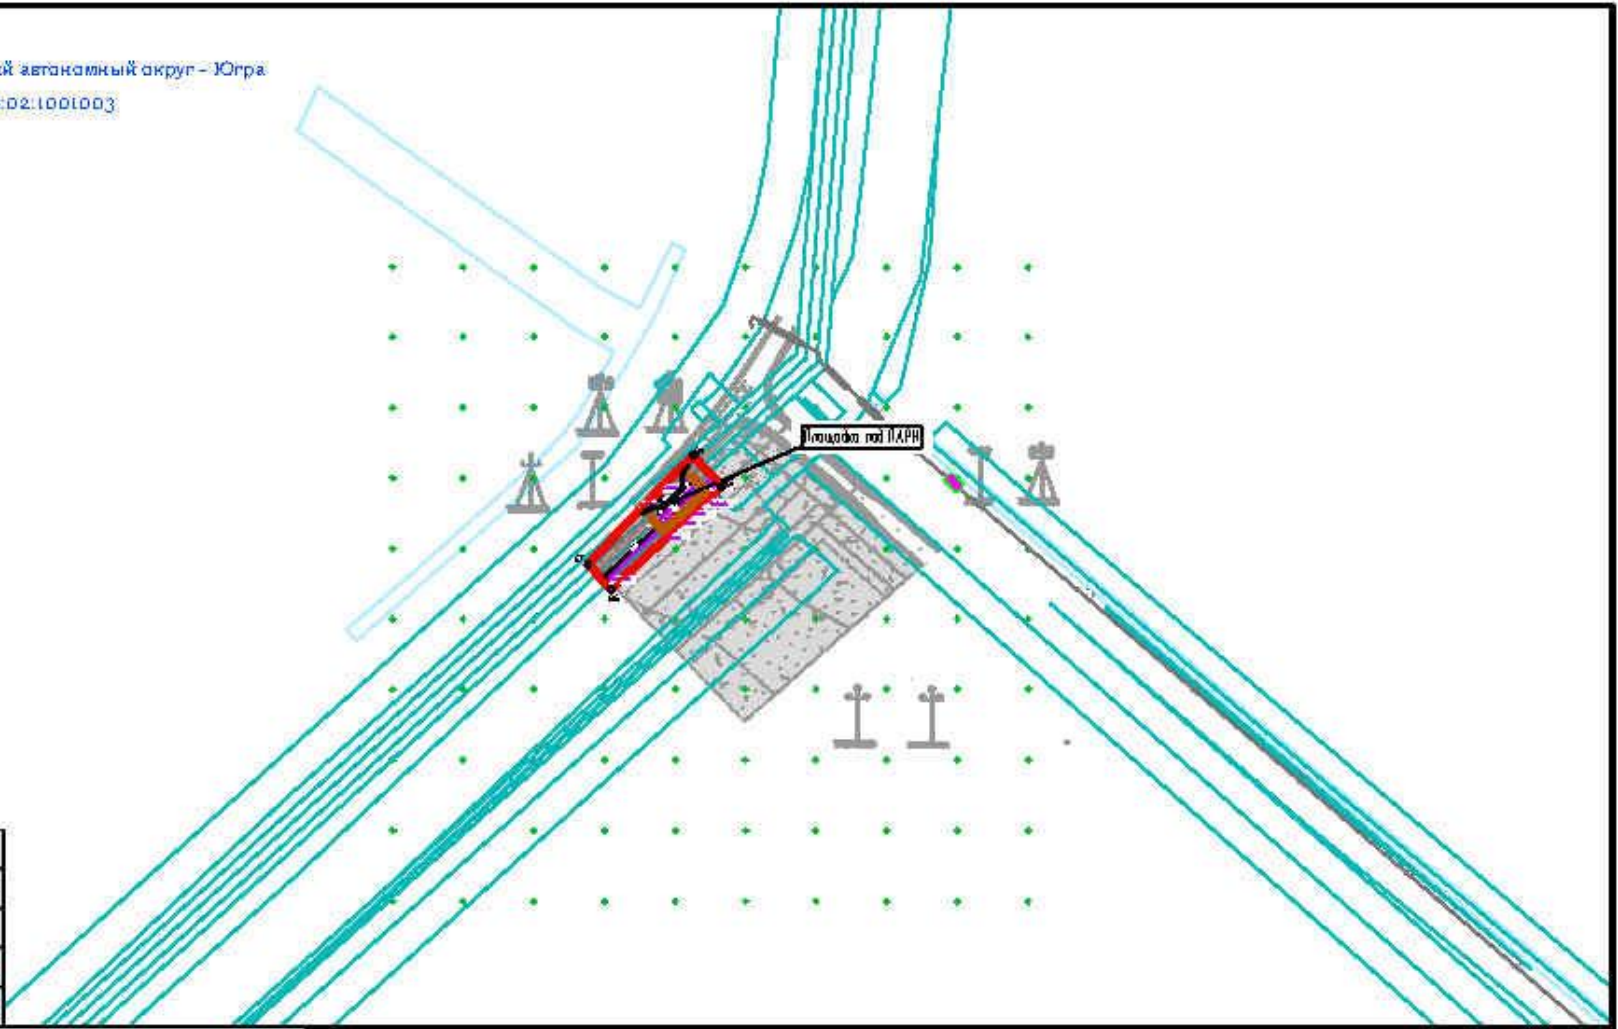 й автономный округ - Югра
:02:1001003
Площадка под ПАРН